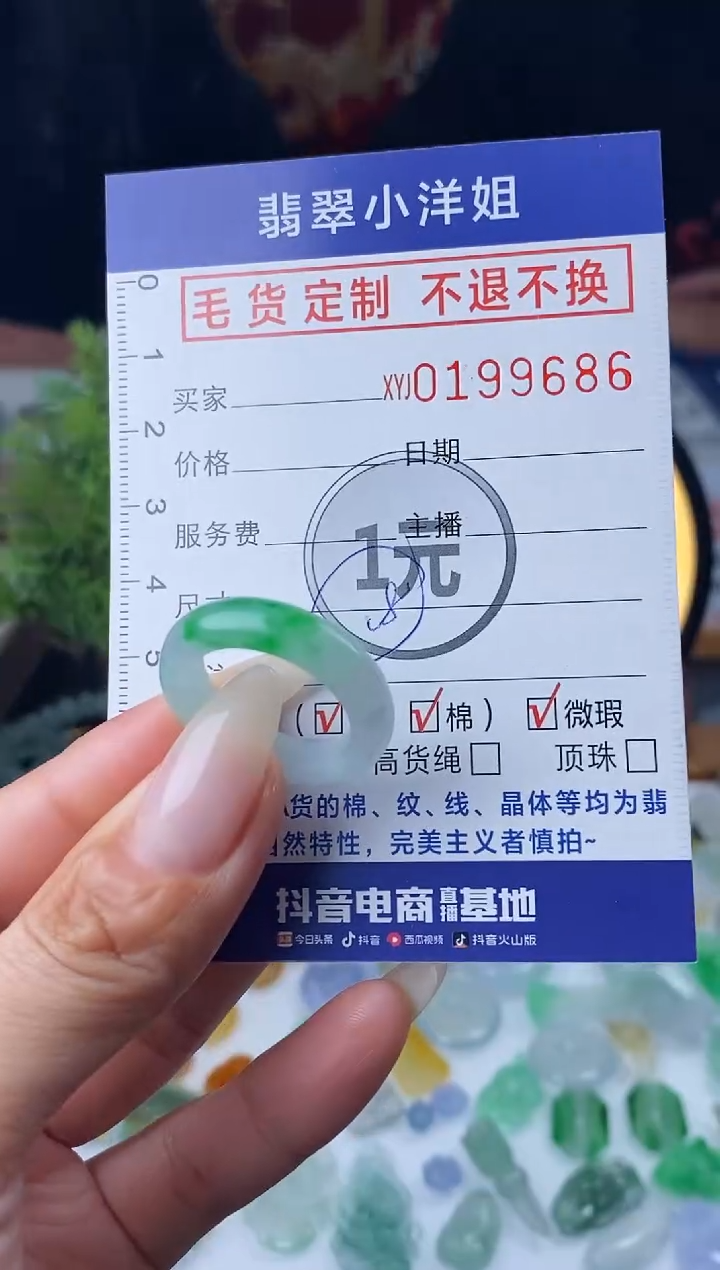 翡翠小洋姐
毛货定制 不退不换
买家 XYJ0199686
价格 日期
服务费 主播
1元
尺寸
8
( ☑ ☑棉) ☑微瑕
高货绳□ 顶珠□
货的棉、纹、线、晶体等均为翡
自然特性，完美主义者慎拍~
抖音电商直播基地
今日头条 抖音 西瓜视频 抖音火山版
0
1
2
3
4
5